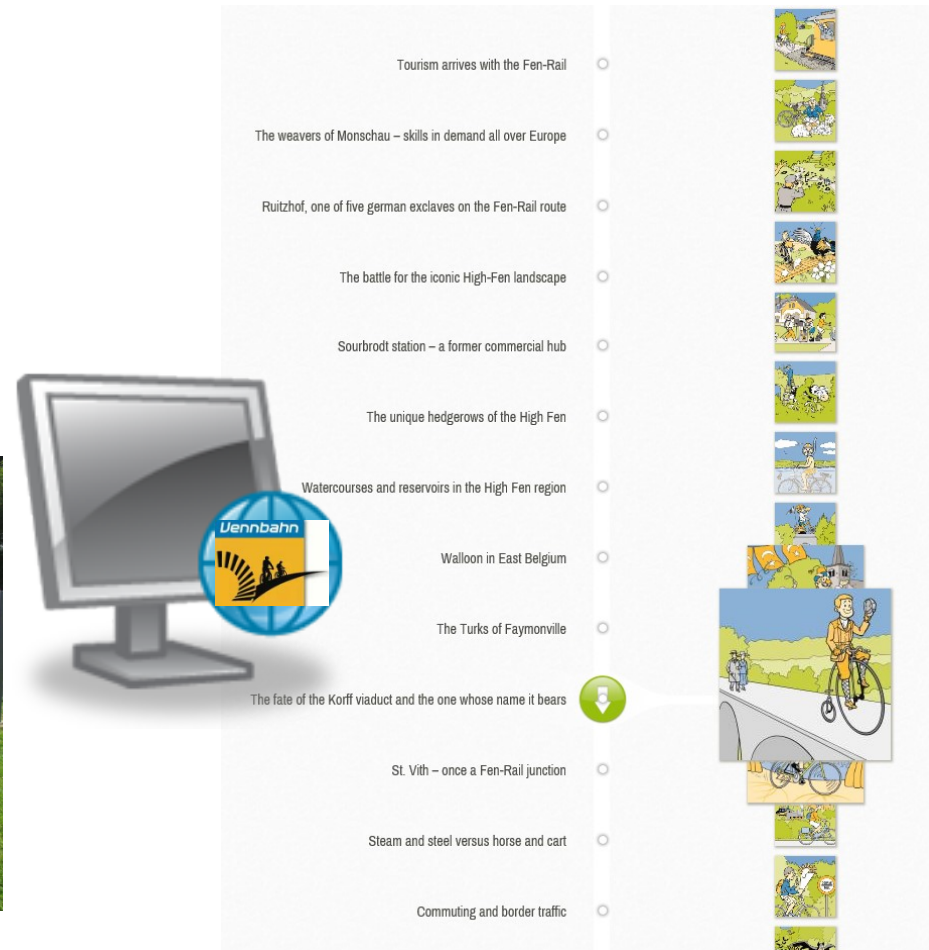 Tourism arrives with the Fen-Rail
The weavers of Monschau – skills in demand all over Europe
Ruitzhof, one of five german exclaves on the Fen-Rail route
The battle for the iconic High-Fen landscape
Sourbrodt station – a former commercial hub
The unique hedgerows of the High Fen
Watercourses and reservoirs in the High Fen region
Vennbahn
Walloon in East Belgium
The Turks of Faymonville
The fate of the Korff viaduct and the one whose name it bears
St. Vith – once a Fen-Rail junction
Steam and steel versus horse and cart
Commuting and border traffic